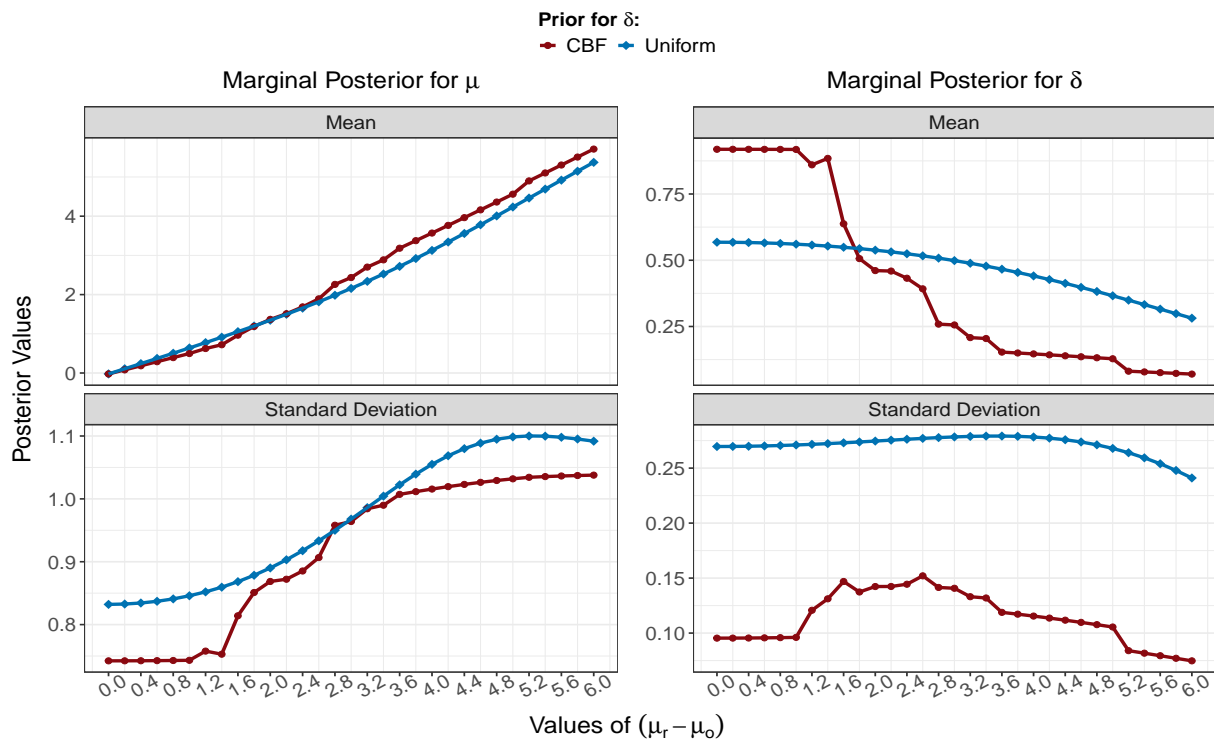 Prior for δ:
CBF Uniform
Marginal Posterior for μ
Marginal Posterior for δ
Mean
Mean
4
2
0
0.75
0.50
0.25
Posterior Values
Standard Deviation
Standard Deviation
1.1
1.0
0.9
0.8
0.25
0.20
0.15
0.10
0.0 0.4 0.8 1.2 1.6 2.0 2.4 2.8 3.2 3.6 4.0 4.4 4.8 5.2 5.6 6.0
0.0 0.4 0.8 1.2 1.6 2.0 2.4 2.8 3.2 3.6 4.0 4.4 4.8 5.2 5.6 6.0
Values of (μr − μo)